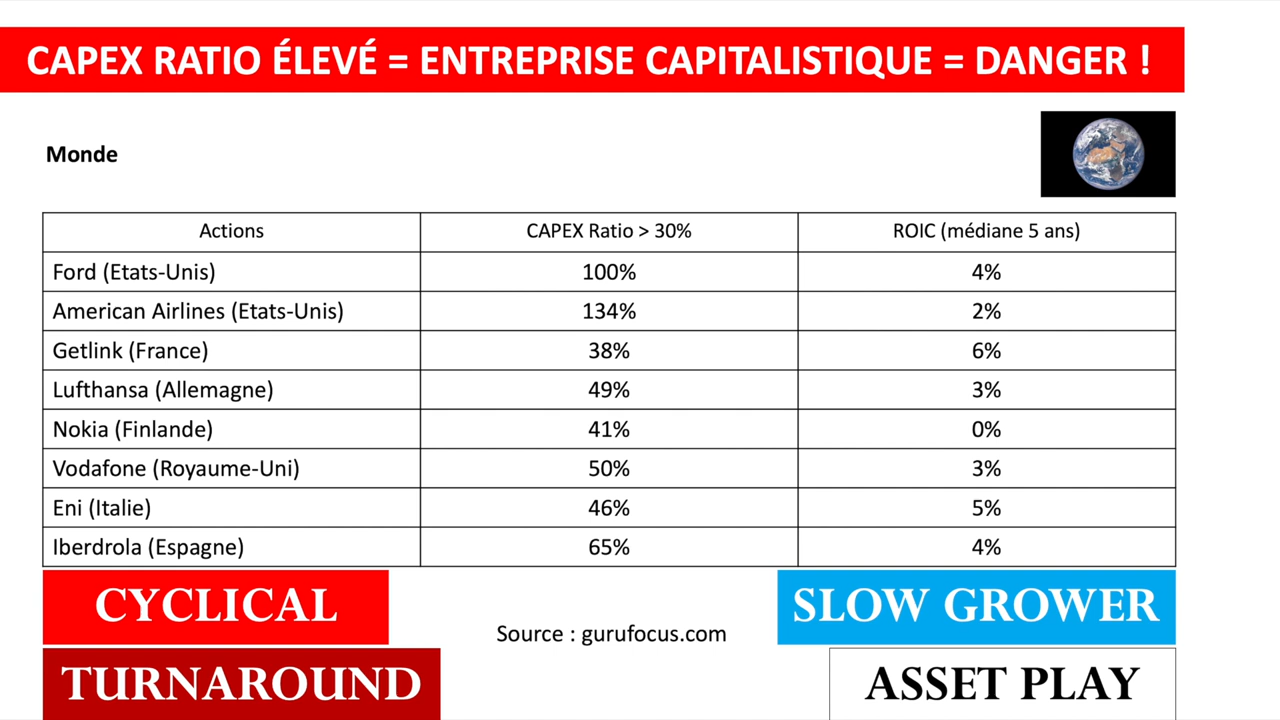 CAPEX RATIO ÉLEVÉ = ENTREPRISE CAPITALISTIQUE = DANGER !
Monde
Actions CAPEX Ratio > 30% ROIC (médiane 5 ans)
Ford (Etats-Unis) 100% 4%
American Airlines (Etats-Unis) 134% 2%
Getlink (France) 38% 6%
Lufthansa (Allemagne) 49% 3%
Nokia (Finlande) 41% 0%
Vodafone (Royaume-Uni) 50% 3%
Eni (Italie) 46% 5%
Iberdrola (Espagne) 65% 4%
CYCLICAL
SLOW GROWER
Source : gurufocus.com
TURNAROUND
ASSET PLAY